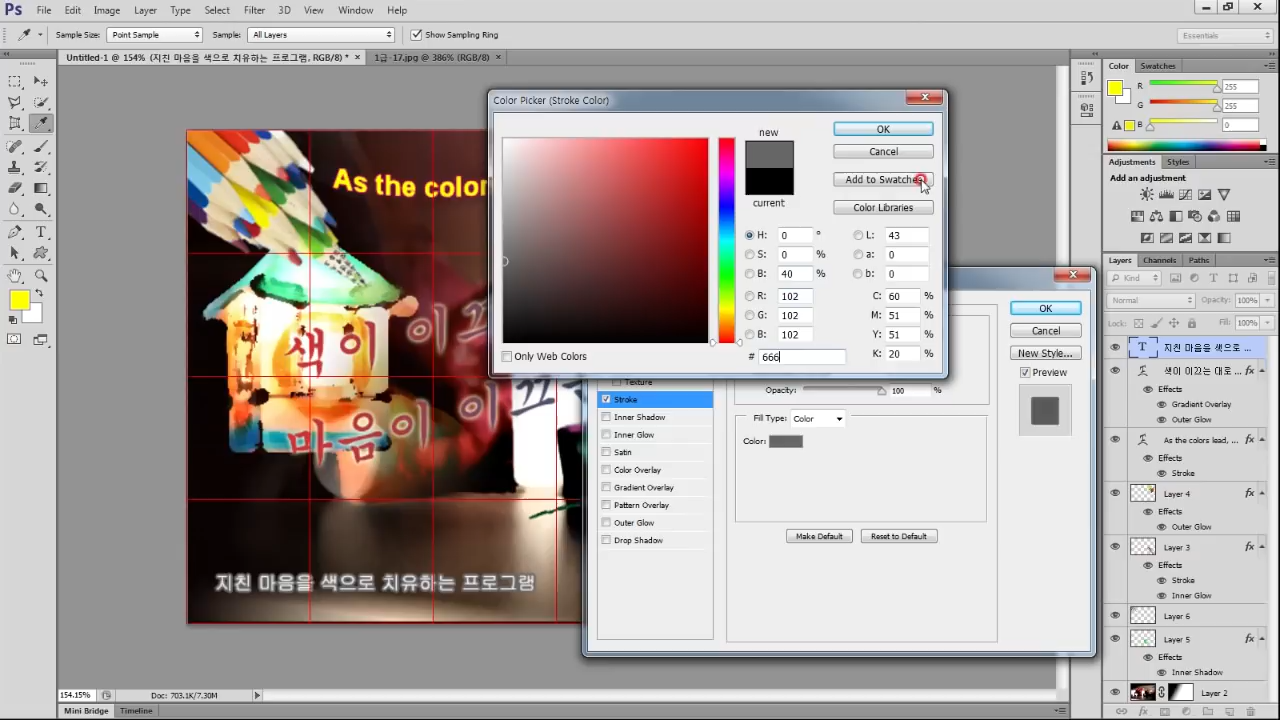 Ps File Edit Image Layer Type Select Filter 3D View Window Help
Sample Size: Point Sample Sample: All Layers Show Sampling Ring Essentials
Untitled-1 @ 154% (지친 마음을 색으로 치유하는 프로그램, RGB/8) * × 1급-17.jpg @ 386% (RGB/8) ×
Color Swatches
R 255
G 255
B 0
Adjustments Styles
Add an adjustment
Layers Channels Paths
Kind
Normal Opacity: 100%
Lock: Fill: 100%
T 지친 마음을 색으로 ...
색이 이끄는 대로 ... fx
Effects
Gradient Overlay
Outer Glow
As the colors lead, ... fx
Effects
Stroke
Layer 4 fx
Effects
Outer Glow
Layer 3 fx
Effects
Stroke
Inner Glow
Layer 6
Layer 5 fx
Effects
Inner Shadow
Layer 2
Color Picker (Stroke Color)
new
current
OK
Cancel
Add to Swatches
Color Libraries
H: 0 °
S: 0 %
B: 40 %
R: 102
G: 102
B: 102
# 666
L: 43
a: 0
b: 0
C: 60 %
M: 51 %
Y: 51 %
K: 20 %
Only Web Colors
Texture
Stroke
Inner Shadow
Inner Glow
Satin
Color Overlay
Gradient Overlay
Pattern Overlay
Outer Glow
Drop Shadow
Opacity: 100 %
Fill Type: Color
Color:
Make Default Reset to Default
OK
Cancel
New Style...
Preview
As the color
색이 이끄
마음이 이끄
지친 마음을 색으로 치유하는 프로그램
154.15% Doc: 703.1K/7.30M
Mini Bridge Timeline